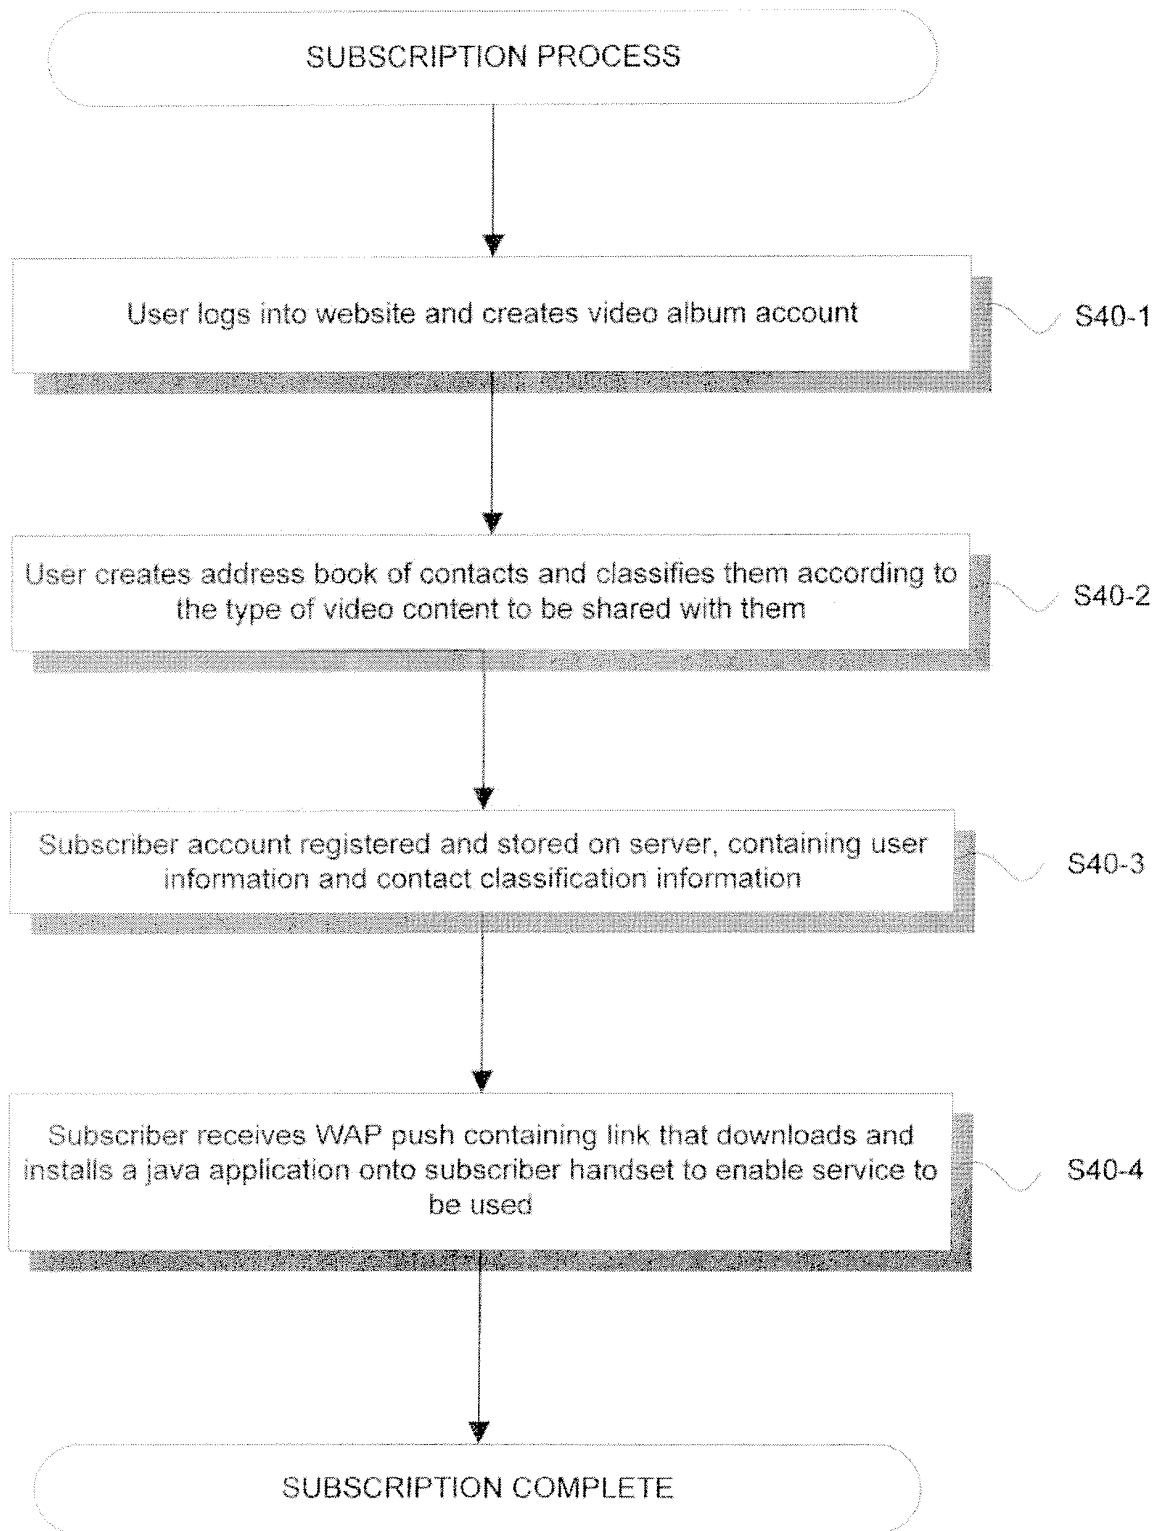 SUBSCRIPTION PROCESS
User logs into website and creates video album account
S40-1
User creates address book of contacts and classifies them according to
the type of video content to be shared with them
S40-2
Subscriber account registered and stored on server, containing user
information and contact classification information
S40-3
Subscriber receives WAP push containing link that downloads and
installs a java application onto subscriber handset to enable service to
be used
S40-4
SUBSCRIPTION COMPLETE